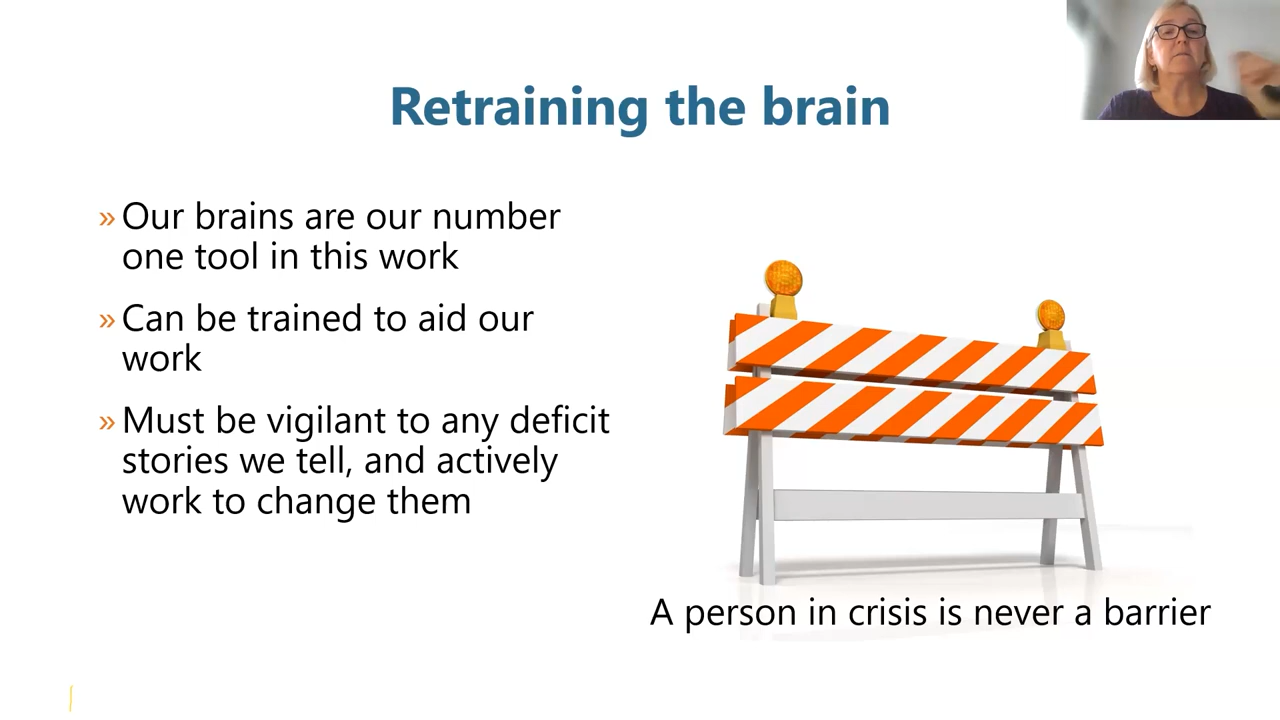 Retraining the brain
» Our brains are our number
one tool in this work
» Can be trained to aid our
work
» Must be vigilant to any deficit
stories we tell, and actively
work to change them
A person in crisis is never a barrier